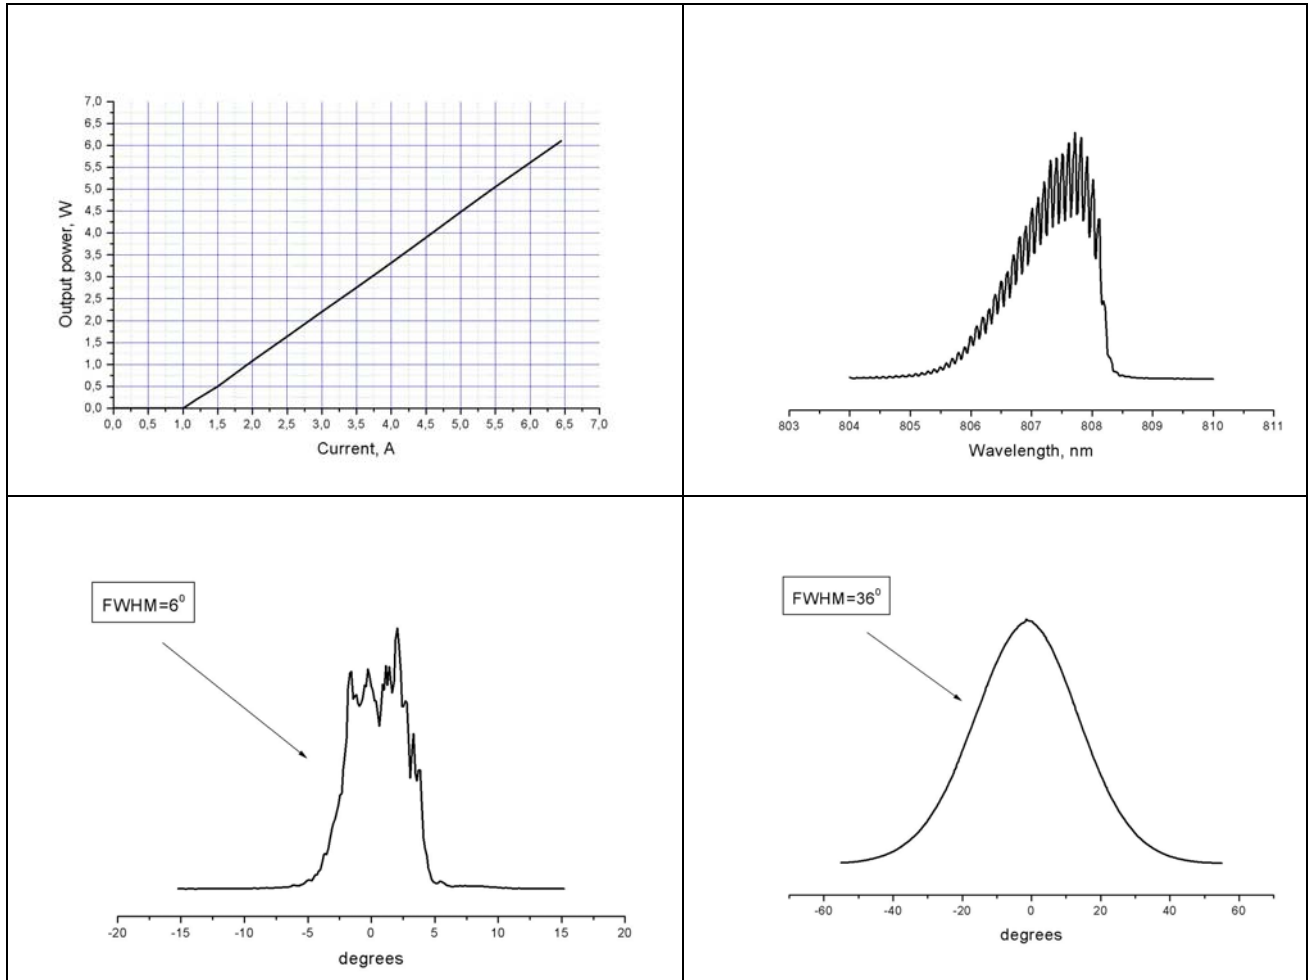 7,0
6,5
6,0
5,5
5,0
4,5
4,0
3,5
3,0
2,5
2,0
1,5
1,0
0,5
0,0
Output power, W
0,0 0,5 1,0 1,5 2,0 2,5 3,0 3,5 4,0 4,5 5,0 5,5 6,0 6,5 7,0
Current, A
803 804 805 806 807 808 809 810 811
Wavelength, nm
FWHM=6⁰
-20 -15 -10 -5 0 5 10 15 20
degrees
FWHM=36⁰
-60 -40 -20 0 20 40 60
degrees